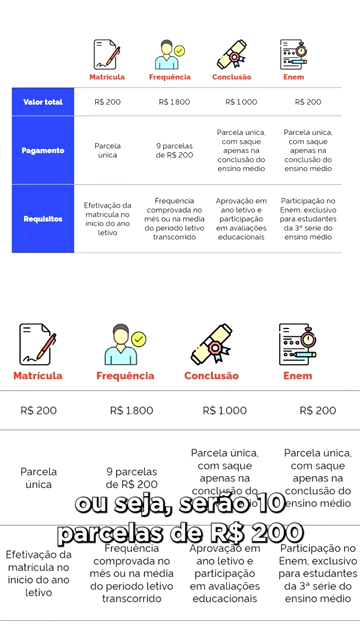 Matrícula Frequência Conclusão Enem
Valor total R$ 200 R$ 1.800 R$ 1.000 R$ 200
Parcela única, Parcela única,
com saque com saque
Pagamento Parcela 9 parcelas apenas na apenas na
única de R$ 200 conclusão do conclusão do
ensino médio ensino médio
Efetivação da Frequência Aprovação em Participação no
matrícula no comprovada no ano letivo e Enem, exclusivo
Requisitos início do ano mês ou na média participação para estudantes
letivo do período letivo em avaliações da 3ª série do
transcorrido educacionais ensino médio
Matrícula Frequência Conclusão Enem
R$ 200 R$ 1.800 R$ 1.000 R$ 200
Parcela única, Parcela única,
com saque com saque
Parcela 9 parcelas apenas na apenas na
única de R$ 200 conclusão do conclusão do
ensino médio ensino médio
ou seja, serão 10
parcelas de R$ 200
Efetivação da Frequência Aprovação em Participação no
matrícula no comprovada no ano letivo e Enem, exclusivo
início do ano mês ou na média participação para estudantes
letivo do período letivo em avaliações da 3ª série do
transcorrido educacionais ensino médio